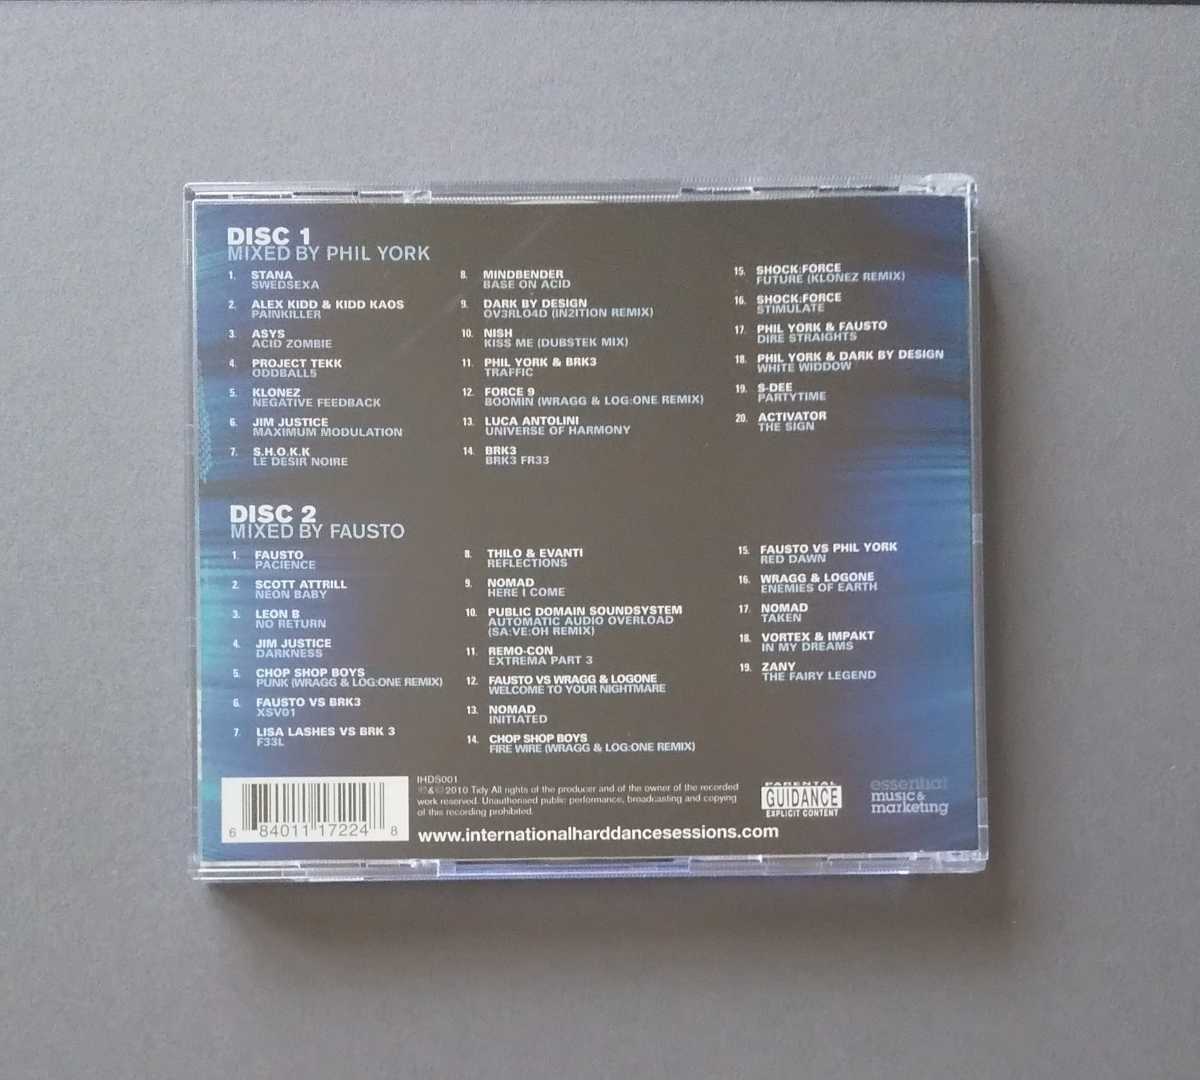 DISC 1
MIXED BY PHIL YORK
1. STANA
SWEDSEXA
2. ALEX KIDD & KIDD KAOS
PAINKILLER
3. ASYS
ACID ZOMBIE
4. PROJECT TEKK
ODDBALL5
5. KLONEZ
NEGATIVE FEEDBACK
6. JIM JUSTICE
MAXIMUM MODULATION
7. S.H.O.K.K
LE DESIR NOIRE
8. MINDBENDER
BASE ON ACID
9. DARK BY DESIGN
OV3RLO4D (IN2ITION REMIX)
10. NISH
KISS ME (DUBSTEK MIX)
11. PHIL YORK & BRK3
TRAFFIC
12. FORCE 9
BOOMIN (WRAGG & LOG:ONE REMIX)
13. LUCA ANTOLINI
UNIVERSE OF HARMONY
14. BRK3
BRK3 FR33
15. SHOCK:FORCE
FUTURE (KLONEZ REMIX)
16. SHOCK:FORCE
STIMULATE
17. PHIL YORK & FAUSTO
DIRE STRAIGHTS
18. PHIL YORK & DARK BY DESIGN
WHITE WIDDOW
19. S-DEE
PARTYTIME
20. ACTIVATOR
THE SIGN
DISC 2
MIXED BY FAUSTO
1. FAUSTO
PACIENCE
2. SCOTT ATTRILL
NEON BABY
3. LEON B
NO RETURN
4. JIM JUSTICE
DARKNESS
5. CHOP SHOP BOYS
PUNK (WRAGG & LOG:ONE REMIX)
6. FAUSTO VS BRK3
XSV01
7. LISA LASHES VS BRK 3
F33L
8. THILO & EVANTI
REFLECTIONS
9. NOMAD
HERE I COME
10. PUBLIC DOMAIN SOUNDSYSTEM
AUTOMATIC AUDIO OVERLOAD
(SA:VE:OH REMIX)
11. REMO-CON
EXTREMA PART 3
12. FAUSTO VS WRAGG & LOGONE
WELCOME TO YOUR NIGHTMARE
13. NOMAD
INITIATED
14. CHOP SHOP BOYS
FIRE WIRE (WRAGG & LOG:ONE REMIX)
15. FAUSTO VS PHIL YORK
RED DAWN
16. WRAGG & LOGONE
ENEMIES OF EARTH
17. NOMAD
TAKEN
18. VORTEX & IMPAKT
IN MY DREAMS
19. ZANY
THE FAIRY LEGEND
6 84011 17224 8
IHDS001
℗&©2010 Tidy All rights of the producer and of the owner of the recorded
work reserved. Unauthorised public performance, broadcasting and copying
of this recording prohibited.
www.internationalharddancesessions.com
PARENTAL
GUIDANCE
EXPLICIT CONTENT
essential
music &
marketing